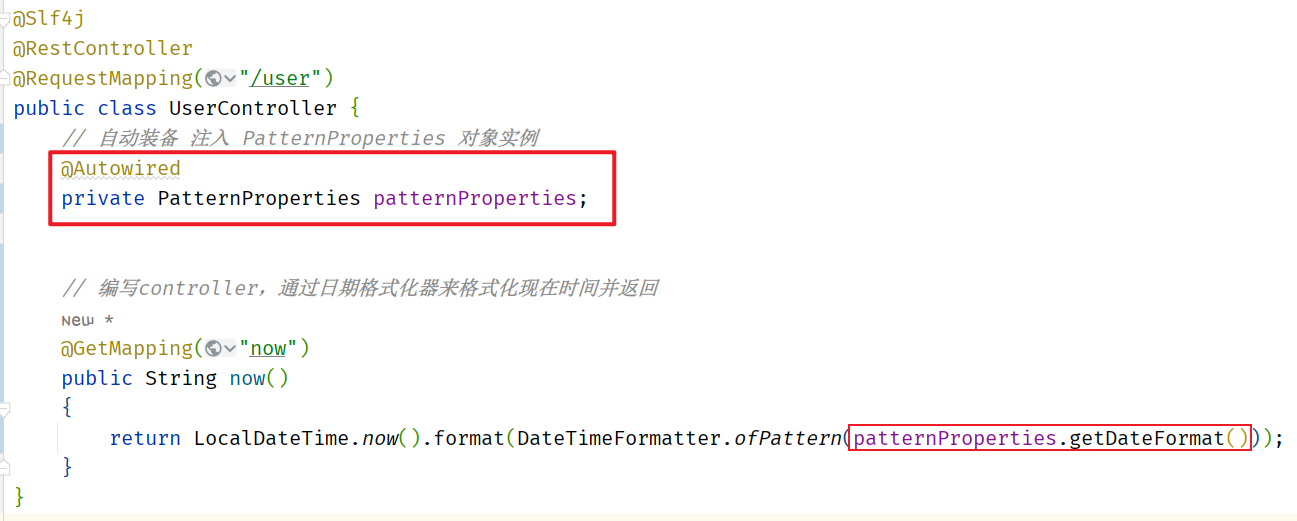 @Slf4j
@RestController
@RequestMapping("/user")
public class UserController {
// 自动装备 注入 PatternProperties 对象实例
@Autowired
private PatternProperties patternProperties;
// 编写controller，通过日期格式化器来格式化现在时间并返回
new *
@GetMapping("now")
public String now()
{
return LocalDateTime.now().format(DateTimeFormatter.ofPattern(patternProperties.getDateFormat()));
}
}